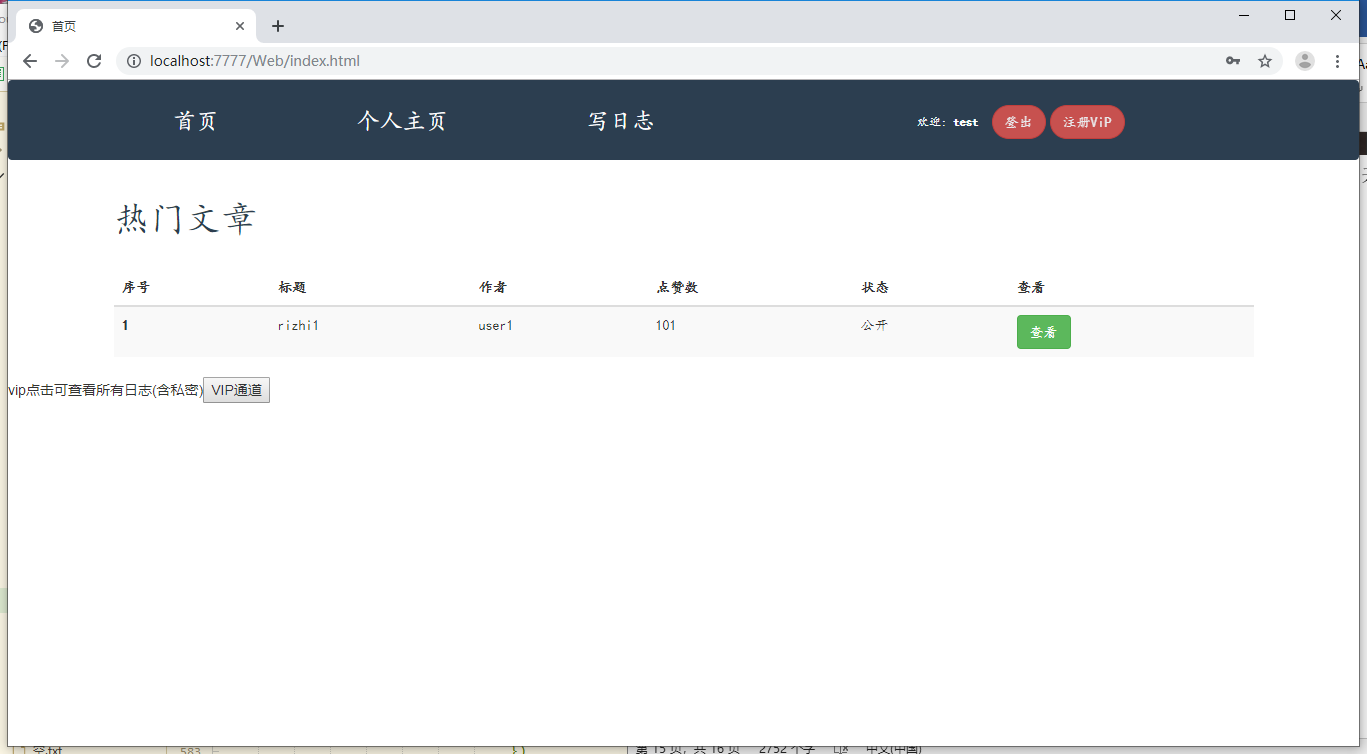 首页
localhost:7777/Web/index.html
首页 个人主页 写日志 欢迎: test 登出 注册ViP
热门文章
序号 标题 作者 点赞数 状态 查看
1 rizhi1 user1 101 公开 查看
vip点击可查看所有日志(含私密) VIP通道